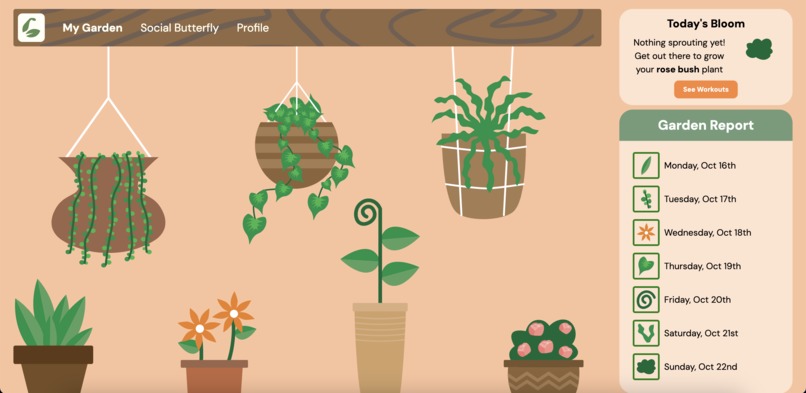 My Garden Social Butterfly Profile
Today's Bloom
Nothing sprouting yet!
Get out there to grow
your rose bush plant
See Workouts
Garden Report
Monday, Oct 16th
Tuesday, Oct 17th
Wednesday, Oct 18th
Thursday, Oct 19th
Friday, Oct 20th
Saturday, Oct 21st
Sunday, Oct 22nd